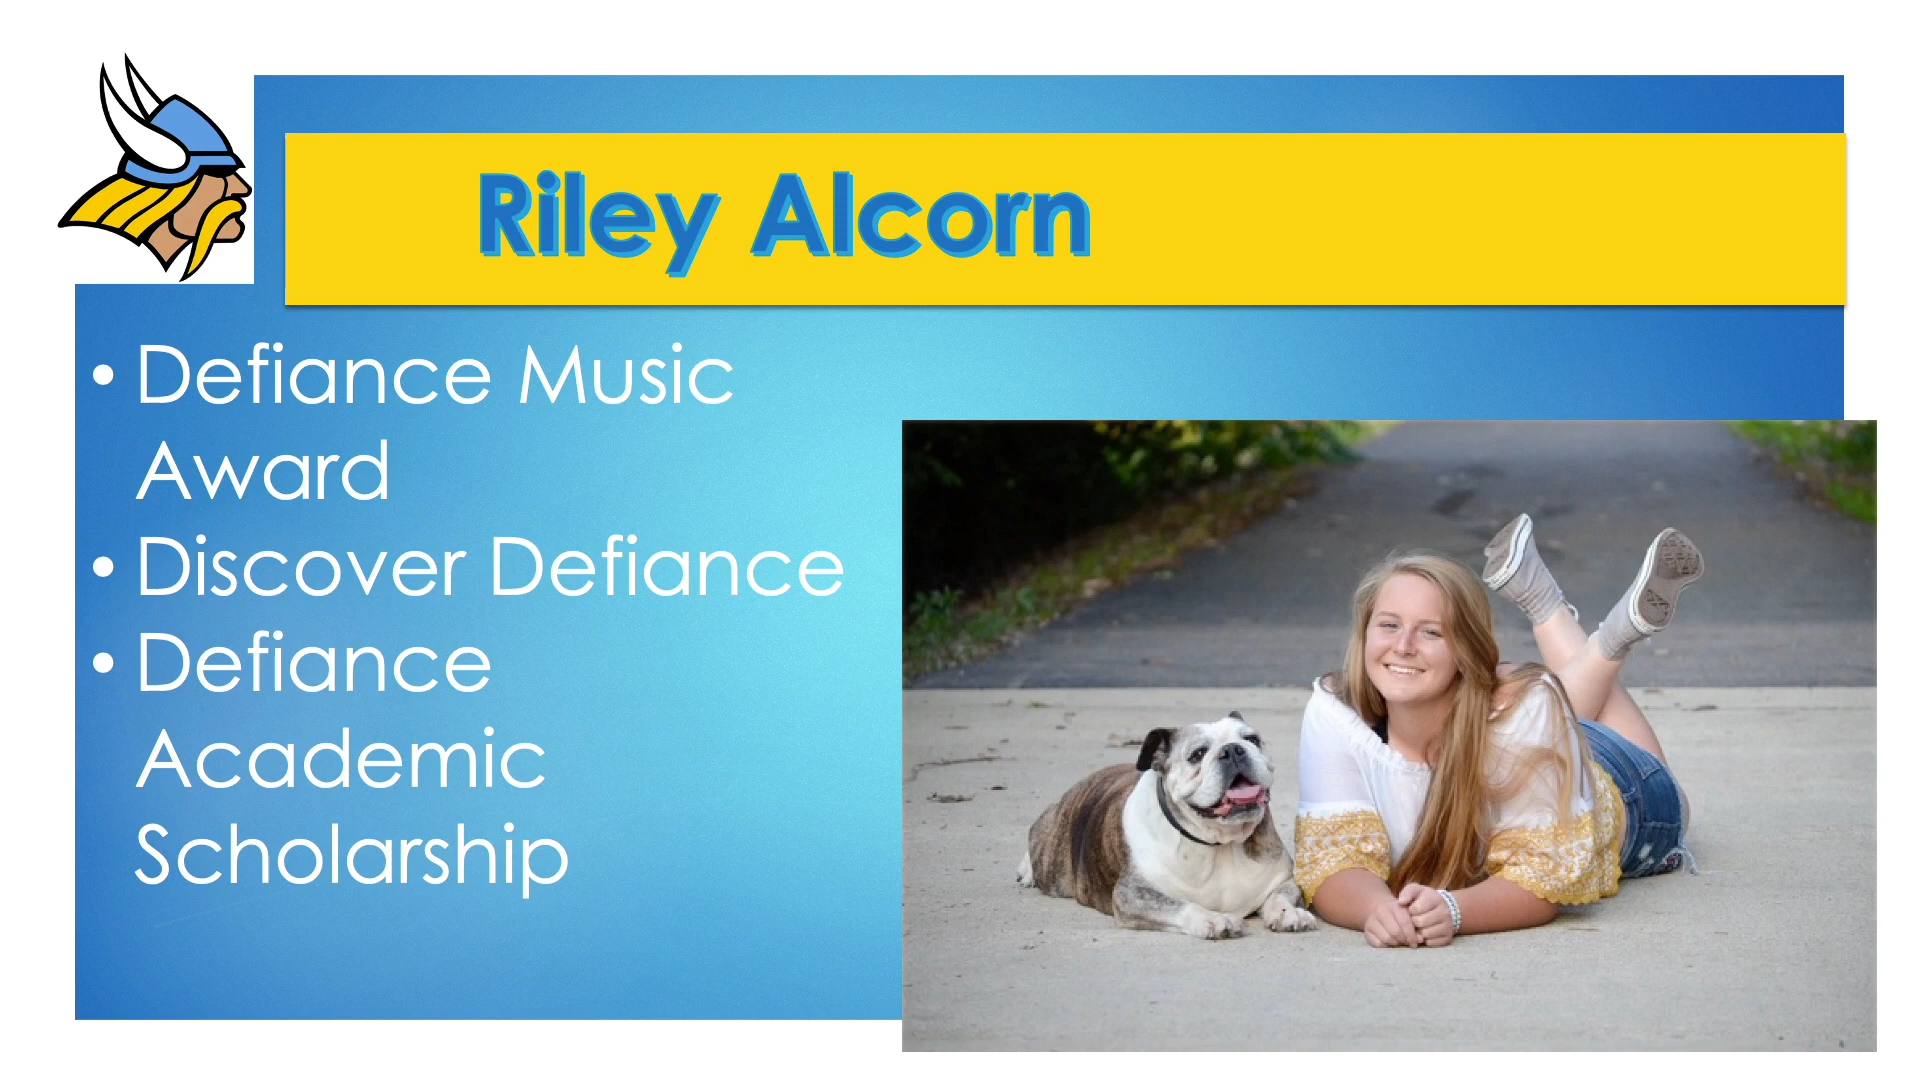 Riley Alcorn
• Defiance Music
Award
• Discover Defiance
• Defiance
Academic
Scholarship